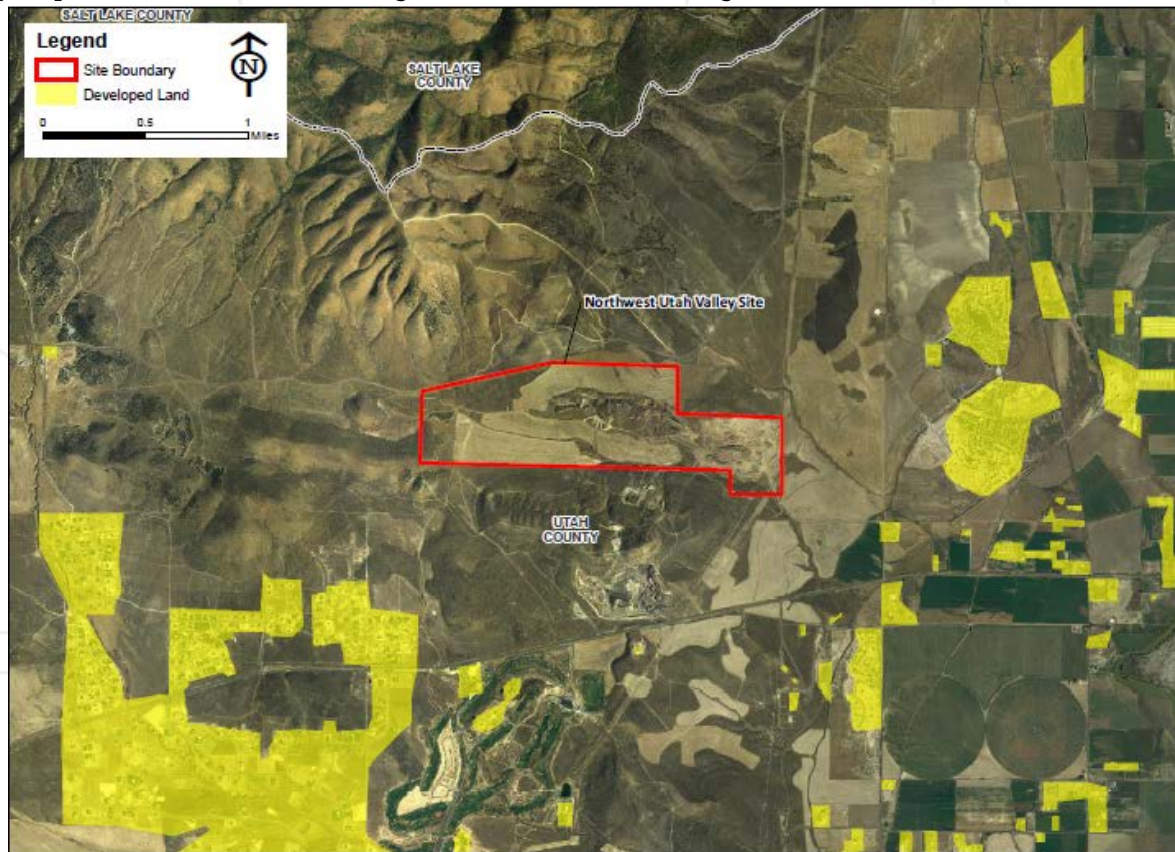 SALT LAKE COUNTY
Legend
N
Site Boundary
Developed Land
0 0.5 1
Miles
SALT LAKE
COUNTY
Northwest Utah Valley Site
UTAH
COUNTY